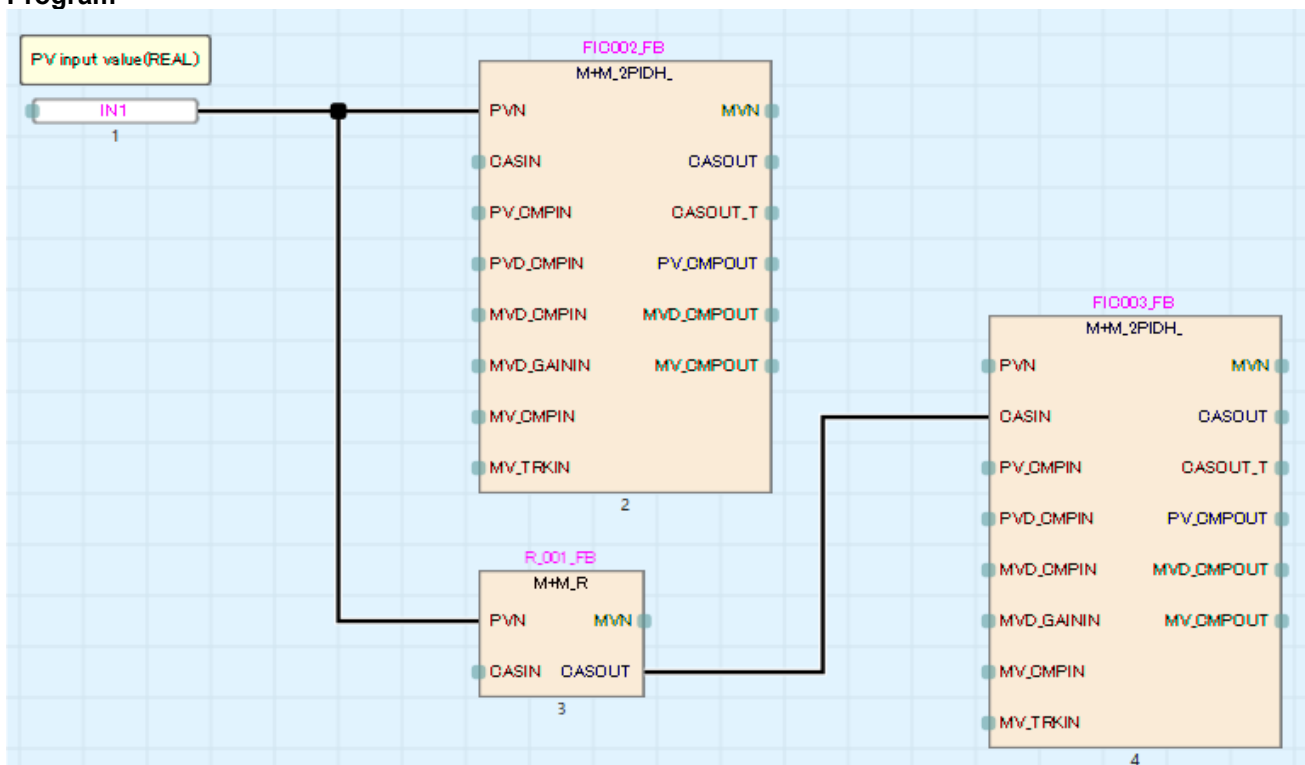 Program
PV input value(REAL)
IN1
1
FIC002_FB
M+M_2PIDH_
PVN MVN
CASIN CASOUT
PV_CMPIN CASOUT_T
PVD_CMPIN PV_CMPOUT
MVD_CMPIN MVD_CMPOUT
MVD_GAININ MV_CMPOUT
MV_CMPIN
MV_TRKIN
2
R_001_FB
M+M_R
PVN MVN
CASIN CASOUT
3
FIC003_FB
M+M_2PIDH_
PVN MVN
CASIN CASOUT
PV_CMPIN CASOUT_T
PVD_CMPIN PV_CMPOUT
MVD_CMPIN MVD_CMPOUT
MVD_GAININ MV_CMPOUT
MV_CMPIN
MV_TRKIN
4